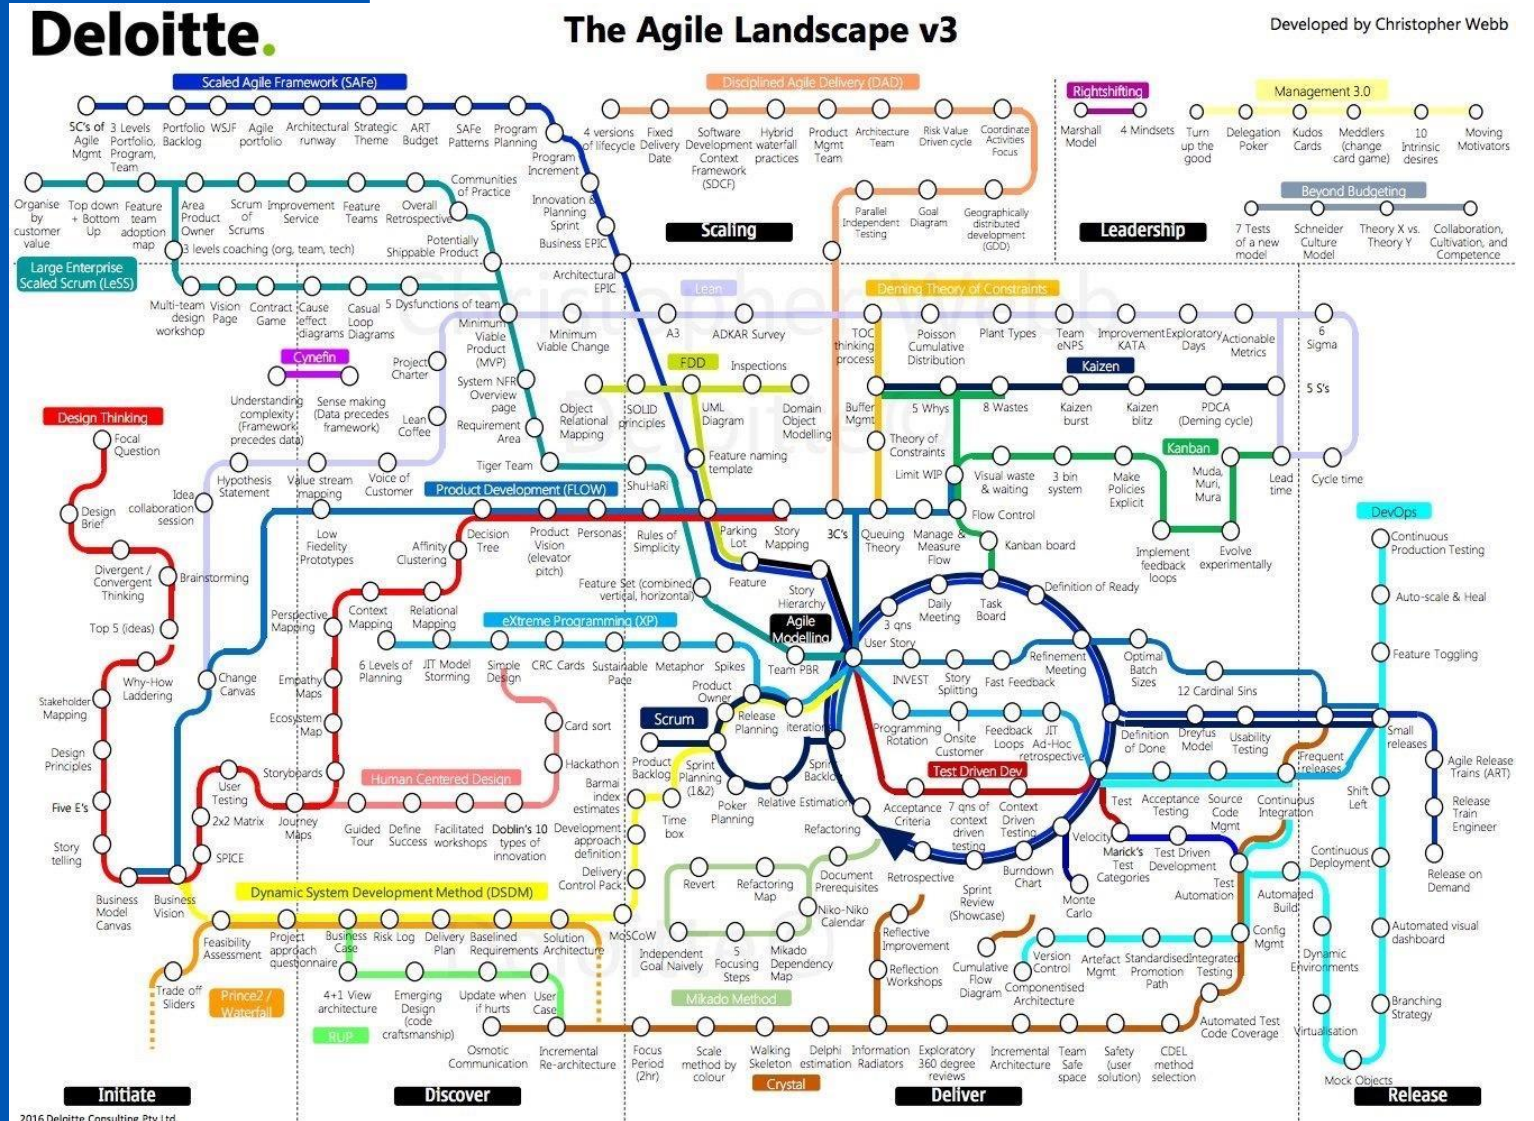 Deloitte.
The Agile Landscape v3
Developed by Christopher Webb
Scaled Agile Framework (SAFe)
5C's of
Agile
Mgmt
3 Levels
Portfolio,
Program,
Team
Portfolio
Backlog
WSJF
Agile
portfolio
Architectural
runway
Strategic
Theme
ART
Budget
SAFe
Patterns
Program
Planning
Program
Increment
Innovation &
Planning
Sprint
Business EPIC
Architectural
EPIC
Disciplined Agile Delivery (DAD)
4 versions
of lifecycle
Fixed
Delivery
Date
Software
Development
Context
Framework
(SDCF)
Hybrid
waterfall
practices
Product
Mgmt
Team
Architecture
Team
Risk Value
Driven cycle
Coordinate
Activities
Focus
Parallel
Independent
Testing
Goal
Diagram
Geographically
distributed
development
(GDD)
Scaling
Rightshifting
Marshall
Model
4 Mindsets
Management 3.0
Turn
up the
good
Delegation
Poker
Kudos
Cards
Meddlers
(change
card game)
10
Intrinsic
desires
Moving
Motivators
Beyond Budgeting
7 Tests
of a new
model
Schneider
Culture
Model
Theory X vs.
Theory Y
Collaboration,
Cultivation, and
Competence
Leadership
Organise
by
customer
value
Top down
+ Bottom
Up
Feature
team
adoption
map
Area
Product
Owner
Scrum
of
Scrums
Improvement
Service
Feature
Teams
Overall
Retrospective
Communities
of Practice
Potentially
Shippable Product
3 levels coaching (org, team, tech)
Large Enterprise
Scaled Scrum (LeSS)
Multi-team
design
workshop
Vision
Page
Contract
Game
Cause
effect
diagrams
Casual
Loop
Diagrams
5 Dysfunctions of team
Minimum
Viable
Product
(MVP)
System NFR
Overview
page
Requirement
Area
Tiger Team
ShuHaRi
Christopher Webb
Deloitte©
Lean
Minimum
Viable Change
A3
ADKAR Survey
Deming Theory of Constraints
TOC
thinking
process
Poisson
Cumulative
Distribution
Plant Types
Team
eNPS
Improvement
KATA
Exploratory
Days
Actionable
Metrics
6
Sigma
5 S's
Cycle time
Lead
time
Cynefin
Understanding
complexity
(Framework
precedes data)
Sense making
(Data precedes
framework)
Project
Charter
Lean
Coffee
Hypothesis
Statement
Value stream
mapping
Voice of
Customer
Idea
collaboration
session
FDD
Inspections
Object
Relational
Mapping
SOLID
principles
UML
Diagram
Domain
Object
Modelling
Feature naming
template
Kaizen
Buffer
Mgmt
5 Whys
8 Wastes
Kaizen
burst
Kaizen
blitz
PDCA
(Deming cycle)
Theory of
Constraints
Limit WIP
Visual waste
& waiting
3 bin
system
Make
Policies
Explicit
Kanban
Muda,
Muri,
Mura
Implement
feedback
loops
Evolve
experimentally
Flow Control
Kanban board
Design Thinking
Focal
Question
Design
Brief
Divergent /
Convergent
Thinking
Brainstorming
Top 5 (ideas)
Why-How
Laddering
Stakeholder
Mapping
Design
Principles
Five E's
Story
telling
Business
Model
Canvas
Business
Vision
SPICE
2x2 Matrix
User
Testing
Journey
Maps
Storyboards
Ecosystem
Map
Empathy
Maps
Perspective
Mapping
Context
Mapping
Relational
Mapping
Affinity
Clustering
Change
Canvas
Product Development (FLOW)
Low
Fiedelity
Prototypes
Decision
Tree
Product
Vision
(elevator
pitch)
Personas
Rules of
Simplicity
Parking
Lot
Story
Mapping
3C's
Queuing
Theory
Manage &
Measure
Flow
Feature Set (combined,
vertical, horizontal)
Feature
Story
Hierarchy
Agile
Modelling
Team PBR
User Story
3 qns
Daily
Meeting
Task
Board
Definition of Ready
Refinement
Meeting
Optimal
Batch
Sizes
12 Cardinal Sins
INVEST
Story
Splitting
Fast Feedback
eXtreme Programming (XP)
6 Levels of
Planning
JIT Model
Storming
Simple
Design
CRC Cards
Sustainable
Pace
Metaphor
Spikes
Card sort
Hackathon
Human Centered Design
Guided
Tour
Define
Success
Facilitated
workshops
Doblin's 10
types of
innovation
Scrum
Product
Backlog
Product
Owner
Release
Planning
iterations
Sprint
Planning
(1&2)
Poker
Planning
Relative Estimation
Sprint
Backlog
Programming
Rotation
Onsite
Customer
Feedback
Loops
JIT
Ad-Hoc
retrospective
Definition
of Done
Dreyfus
Model
Usability
Testing
Frequent
releases
Small
releases
Test Driven Dev
Acceptance
Criteria
7 qns of
context
driven
testing
Context
Driven
Testing
Test
Acceptance
Testing
Source
Code
Mgmt
Continuous
Integration
Velocity
Marick's
Test
Categories
Test Driven
Development
Test
Automation
Automated
Build
Refactoring
Retrospective
Sprint
Review
(Showcase)
Burndown
Chart
Monte
Carlo
DevOps
Continuous
Production Testing
Auto-scale & Heal
Feature Toggling
Shift
Left
Continuous
Deployment
Automated visual
dashboard
Branching
Strategy
Mock Objects
Virtualisation
Dynamic
Environments
Agile Release
Trains (ART)
Release
Train
Engineer
Release on
Demand
Dynamic System Development Method (DSDM)
Barmai
index
estimates
Time
box
Development
approach
definition
Delivery
Control Pack
MoSCoW
Feasibility
Assessment
Project
approach
questionnaire
Business
Case
Risk Log
Delivery
Plan
Baselined
Requirements
Solution
Architecture
Trade off
Sliders
Prince2 /
Waterfall
RUP
4+1 View
architecture
Emerging
Design
(code
craftsmanship)
Update when
if hurts
User
Case
Revert
Refactoring
Map
Document
Prerequisites
Niko-Niko
Calendar
Independent
Goal Naively
5
Focusing
Steps
Mikado
Dependency
Map
Mikado Method
Reflective
Improvement
Reflection
Workshops
Cumulative
Flow
Diagram
Version
Control
Componentised
Architecture
Artefact
Mgmt
Standardised
Promotion
Path
Integrated
Testing
Config
Mgmt
Automated Test
Code Coverage
Osmotic
Communication
Incremental
Re-architecture
Focus
Period
(2hr)
Scale
method by
colour
Walking
Skeleton
Delphi
estimation
Information
Radiators
Exploratory
360 degree
reviews
Incremental
Architecture
Team
Safe
space
Safety
(user
solution)
CDEL
method
selection
Crystal
Initiate
Discover
Deliver
Release
2016 Deloitte Consulting Pty Ltd.